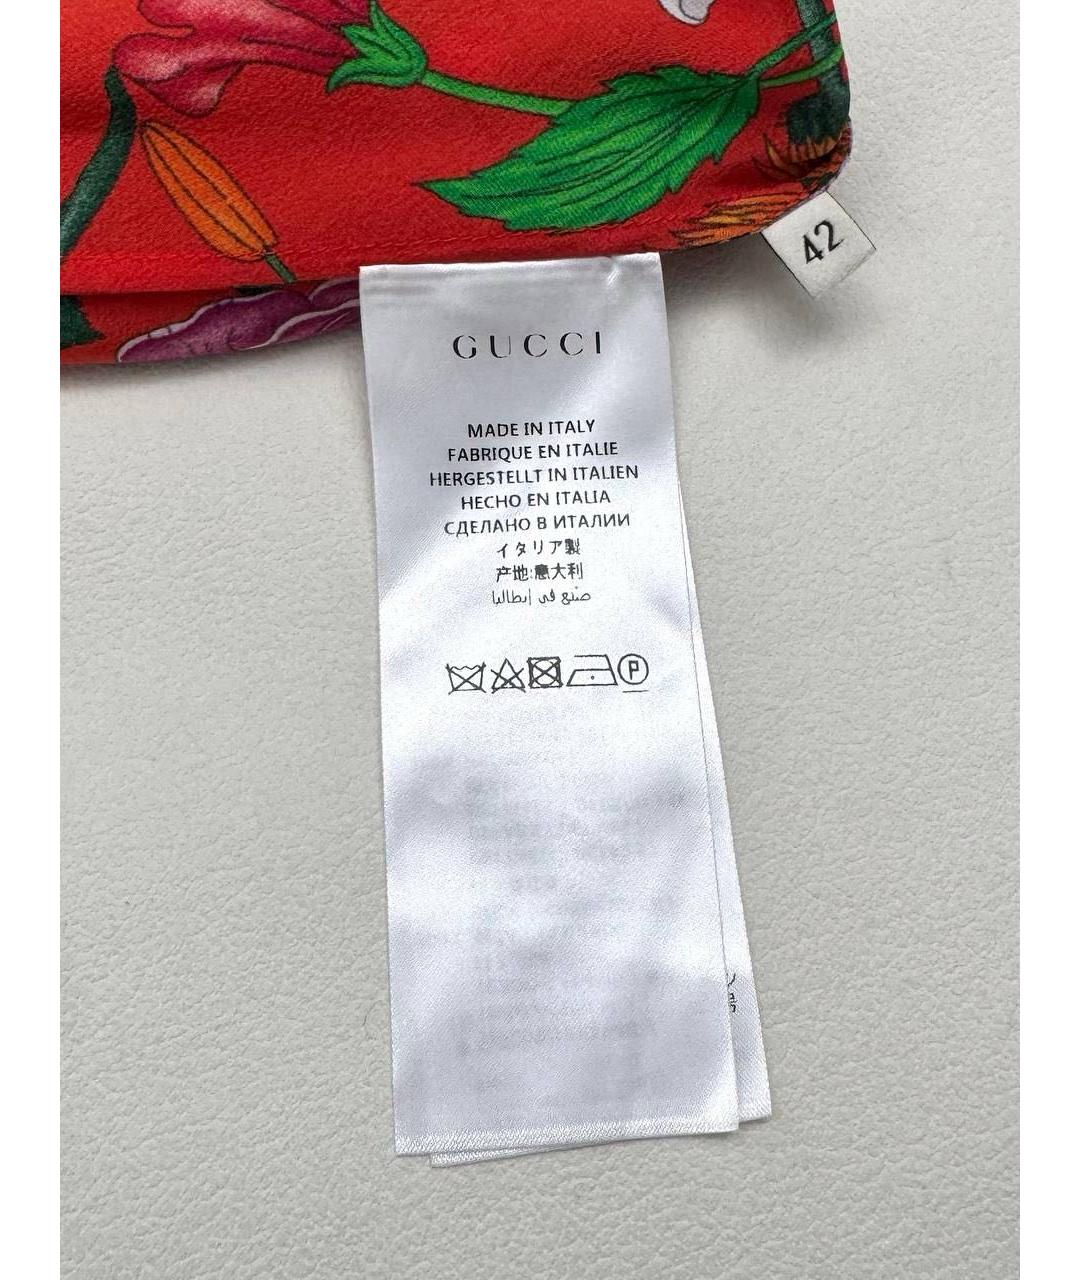 42
GUCCI
MADE IN ITALY
FABRIQUE EN ITALIE
HERGESTELLT IN ITALIEN
HECHO EN ITALIA
СДЕЛАНО В ИТАЛИИ
イタリア製
产地:意大利
صنع في إيطاليا
P